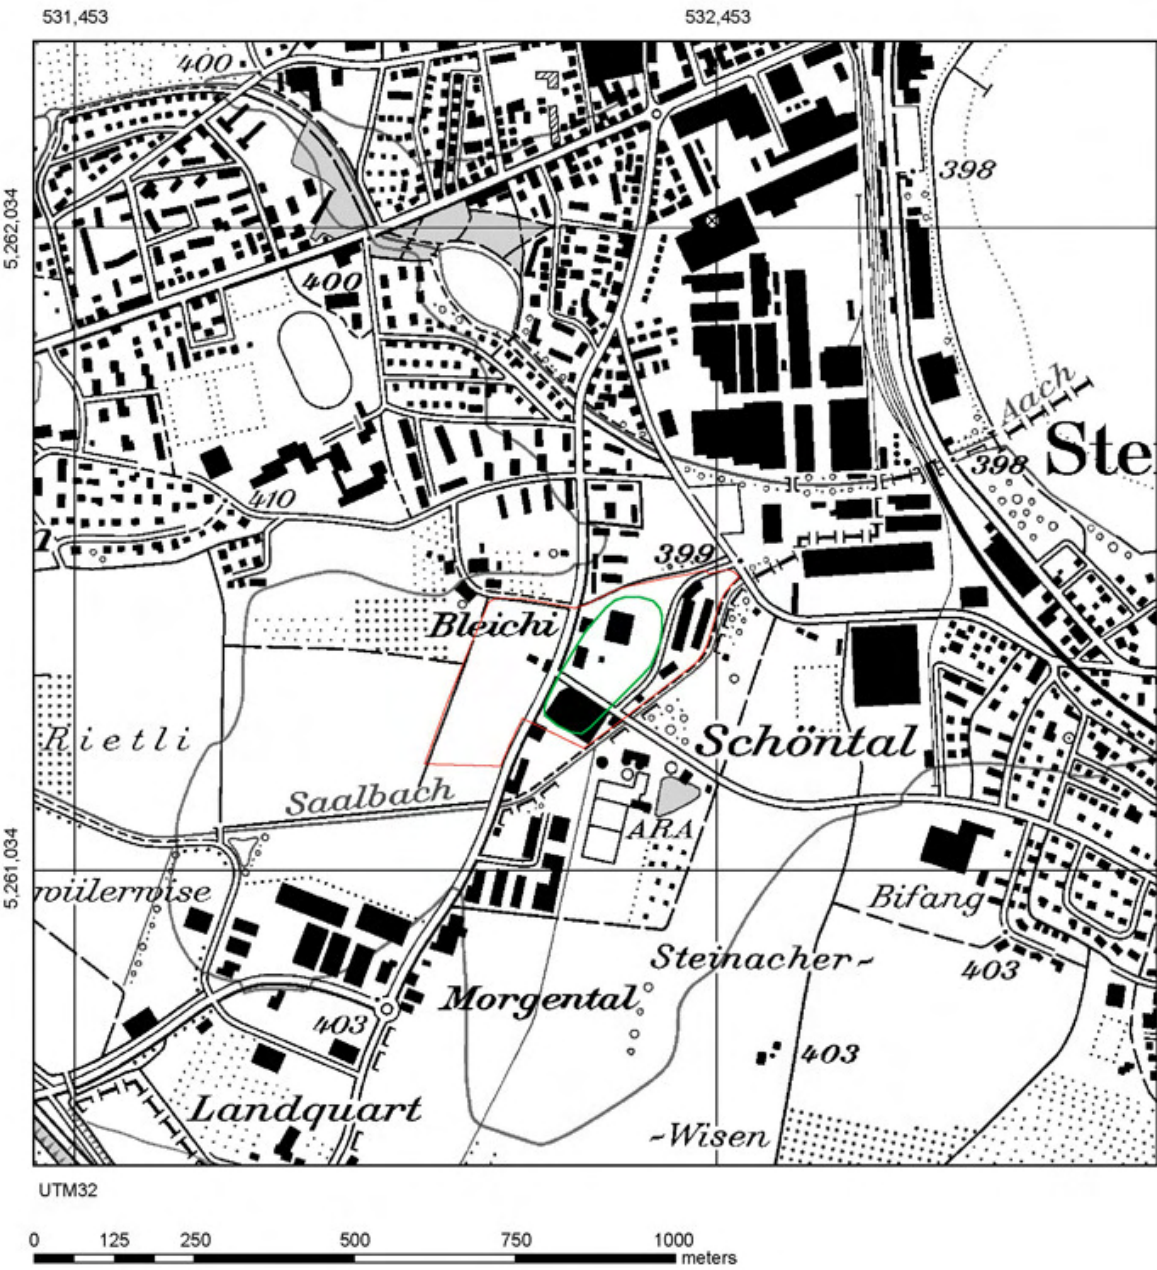 531,453 532,453
400
398
5,262,034
400
Aach
398
Ste
410
n
399
Bleichi
Rietli
Schöntal
Saalbach
ARA
5,261,034
wilerwise
Bifang
Steinacher-
403
Morgental
403
403
Landquart
-Wisen
UTM32
0 125 250 500 750 1000
meters